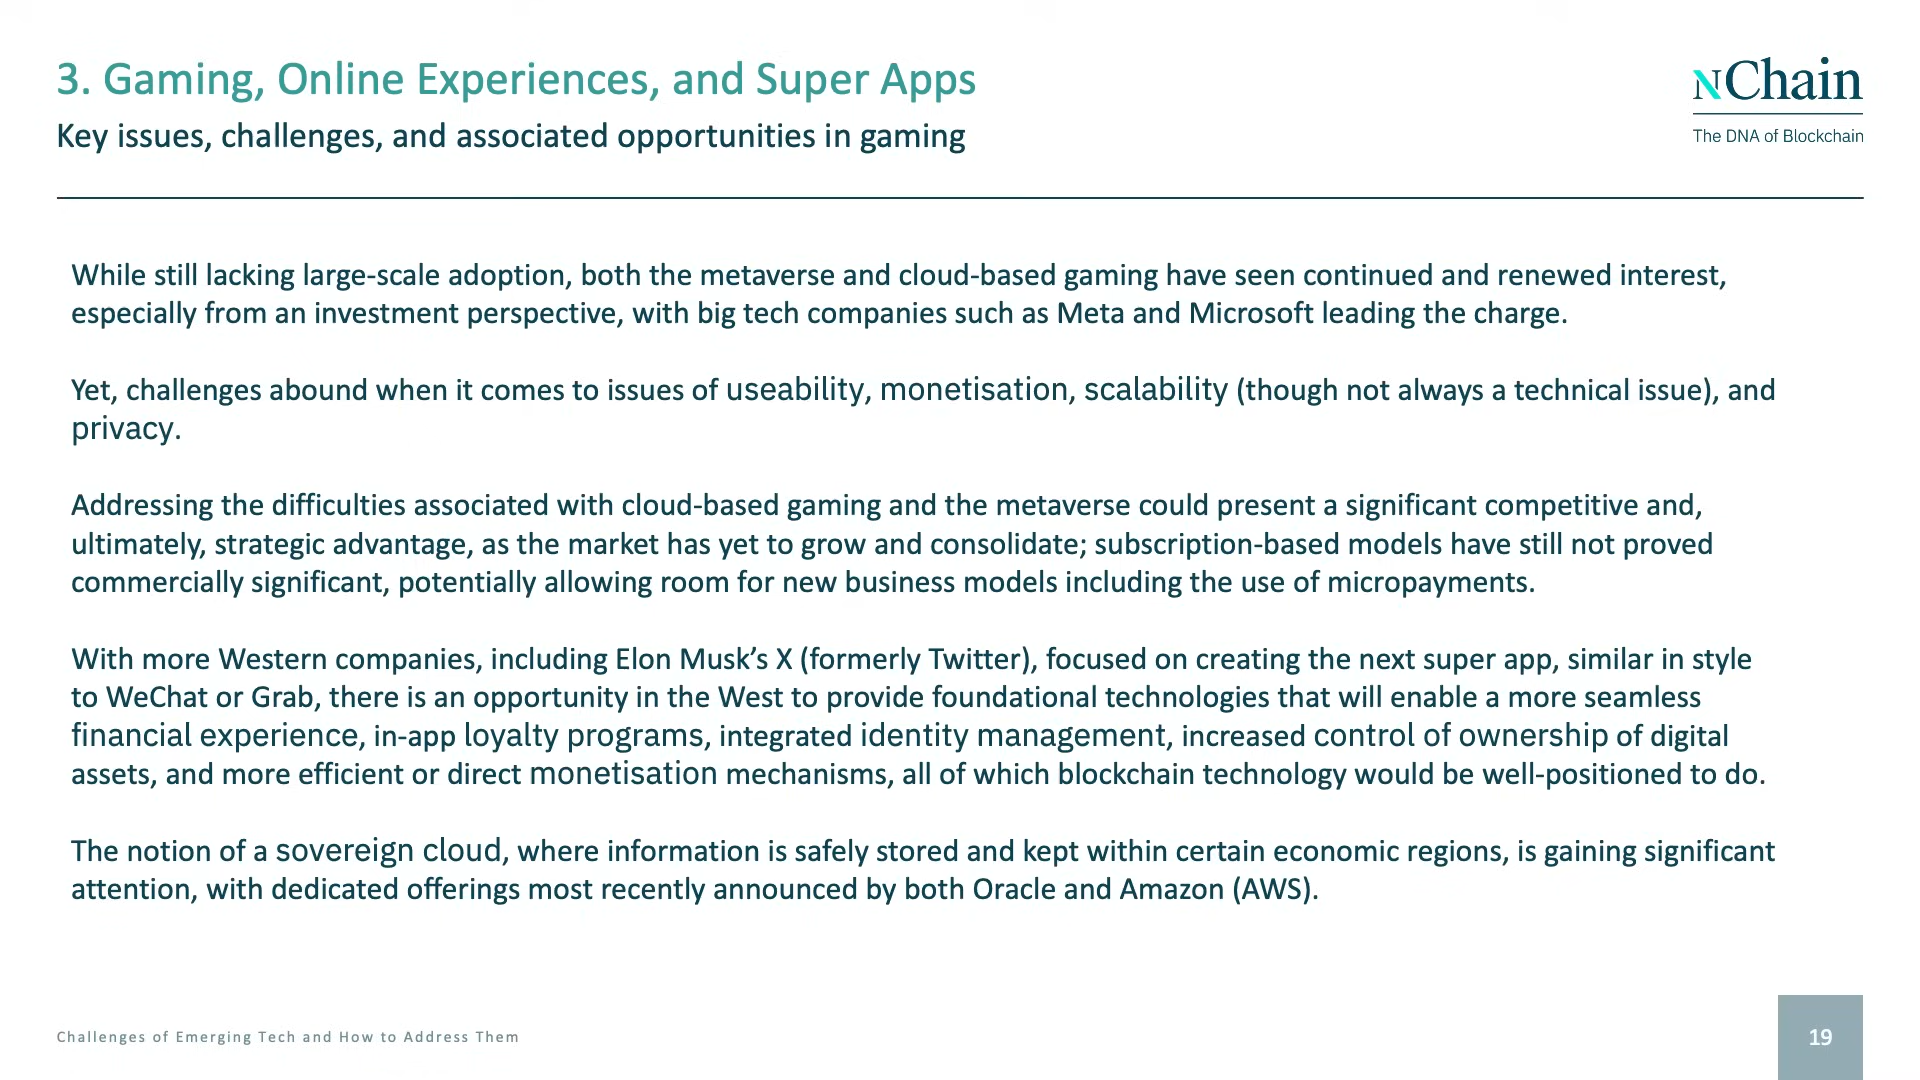 3. Gaming, Online Experiences, and Super Apps
Key issues, challenges, and associated opportunities in gaming
nChain
The DNA of Blockchain
While still lacking large-scale adoption, both the metaverse and cloud-based gaming have seen continued and renewed interest,
especially from an investment perspective, with big tech companies such as Meta and Microsoft leading the charge.
Yet, challenges abound when it comes to issues of useability, monetisation, scalability (though not always a technical issue), and
privacy.
Addressing the difficulties associated with cloud-based gaming and the metaverse could present a significant competitive and,
ultimately, strategic advantage, as the market has yet to grow and consolidate; subscription-based models have still not proved
commercially significant, potentially allowing room for new business models including the use of micropayments.
With more Western companies, including Elon Musk’s X (formerly Twitter), focused on creating the next super app, similar in style
to WeChat or Grab, there is an opportunity in the West to provide foundational technologies that will enable a more seamless
financial experience, in-app loyalty programs, integrated identity management, increased control of ownership of digital
assets, and more efficient or direct monetisation mechanisms, all of which blockchain technology would be well-positioned to do.
The notion of a sovereign cloud, where information is safely stored and kept within certain economic regions, is gaining significant
attention, with dedicated offerings most recently announced by both Oracle and Amazon (AWS).
Challenges of Emerging Tech and How to Address Them
19